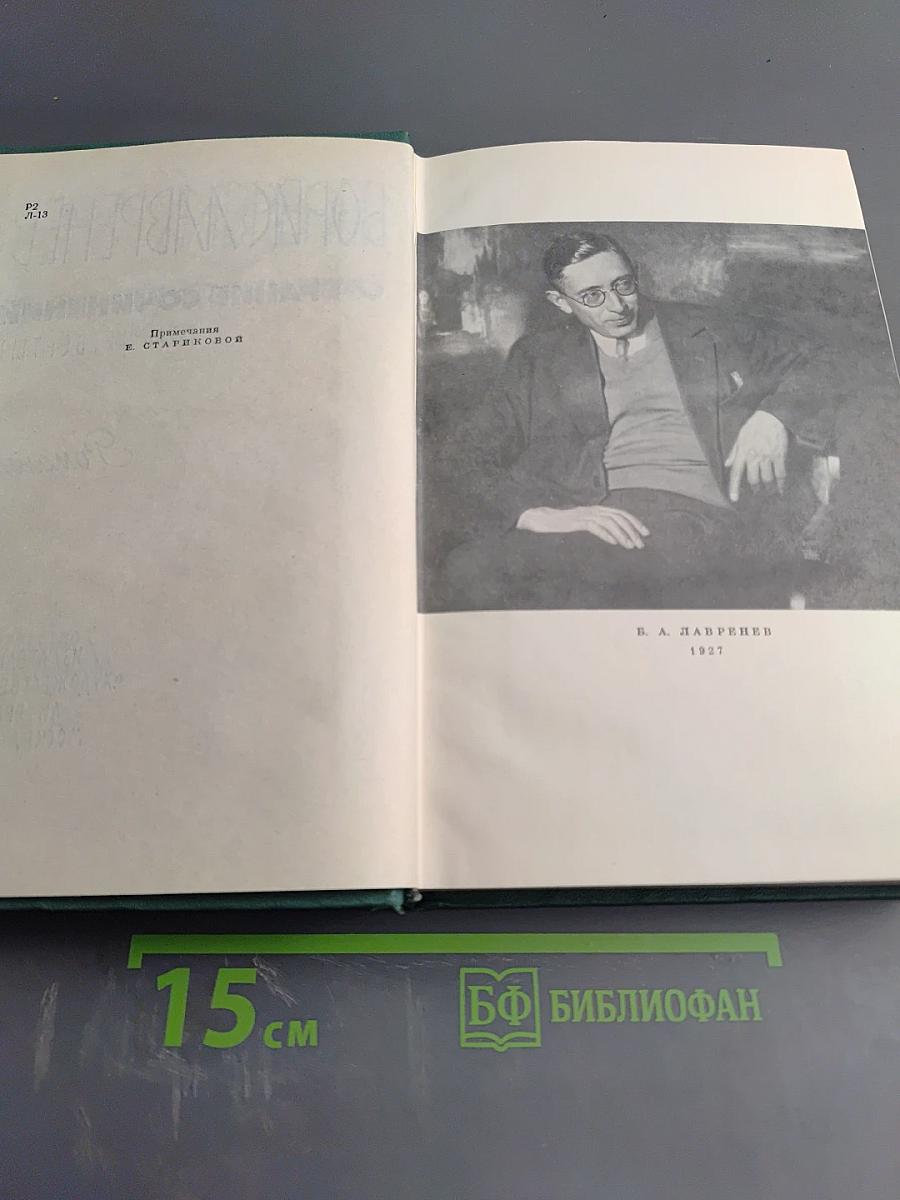 Р2
Л-13
Примечания
Е. СТАРИКОВОЙ
Б. А. ЛАВРЕНЕВ
1927
15 см
БФ БИБЛИОФАН